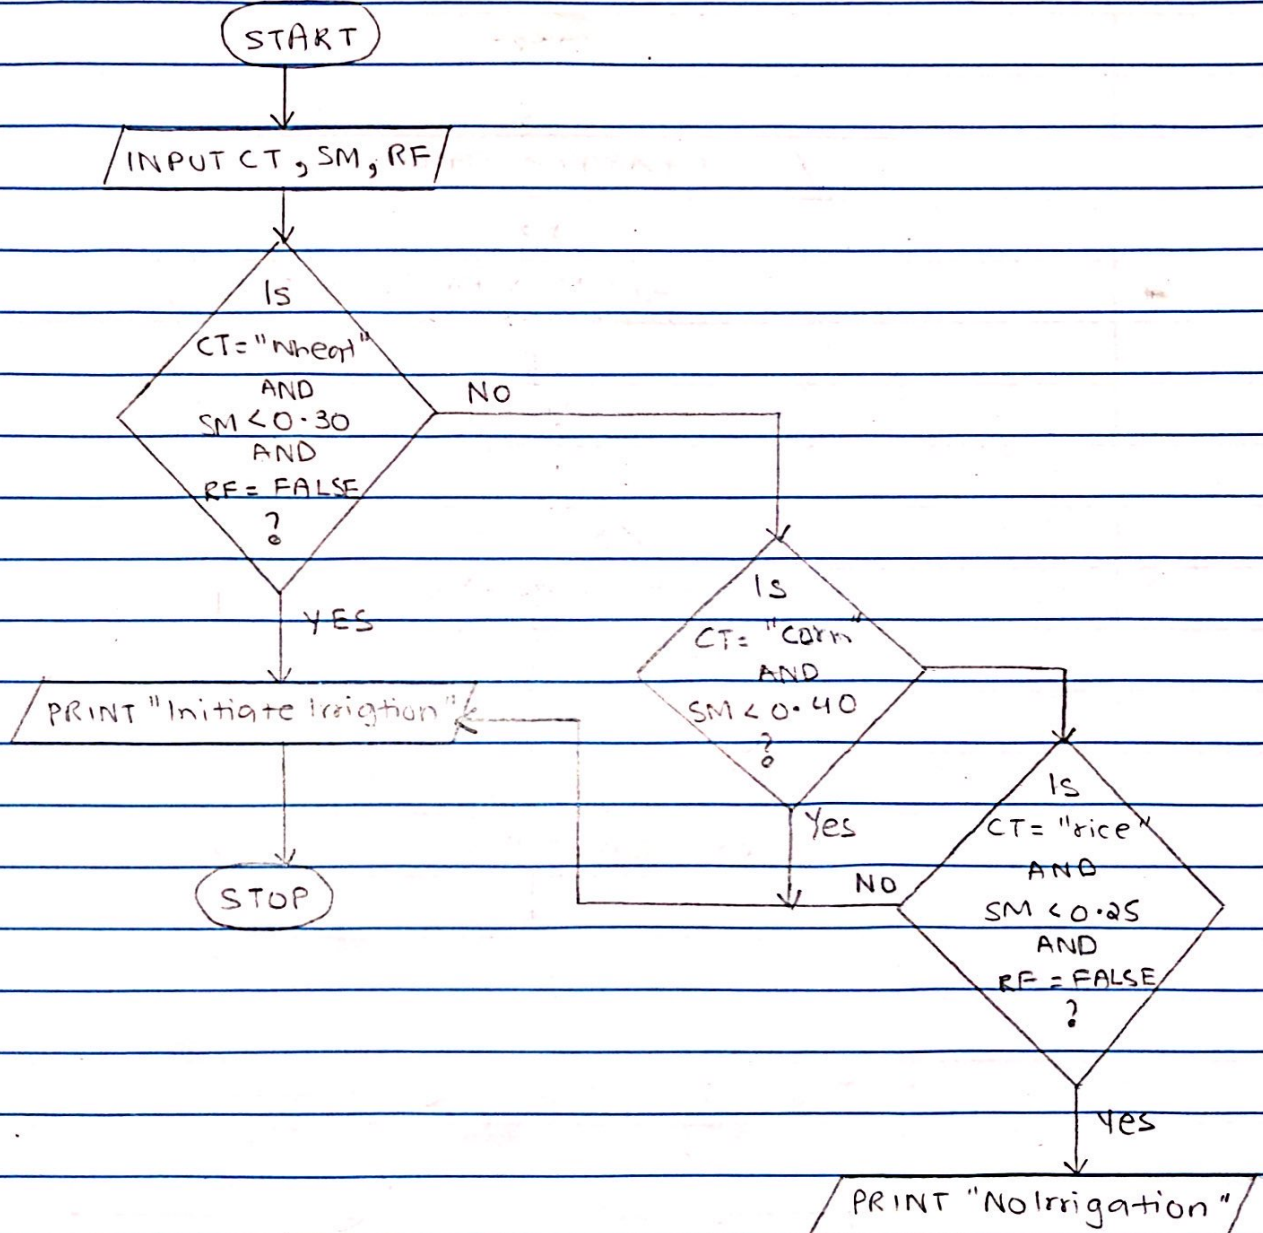 START
INPUT CT, SM, RF
Is
CT="Wheat"
AND
SM<0.30
AND
RF= FALSE
?
NO
YES
PRINT "Initiate Irrigtion"
STOP
Is
CT= "Corn"
AND
SM<0.40
?
Yes
Is
CT= "rice"
AND
SM<0.25
AND
RF=FALSE
?
NO
Yes
PRINT "No Irrigation"